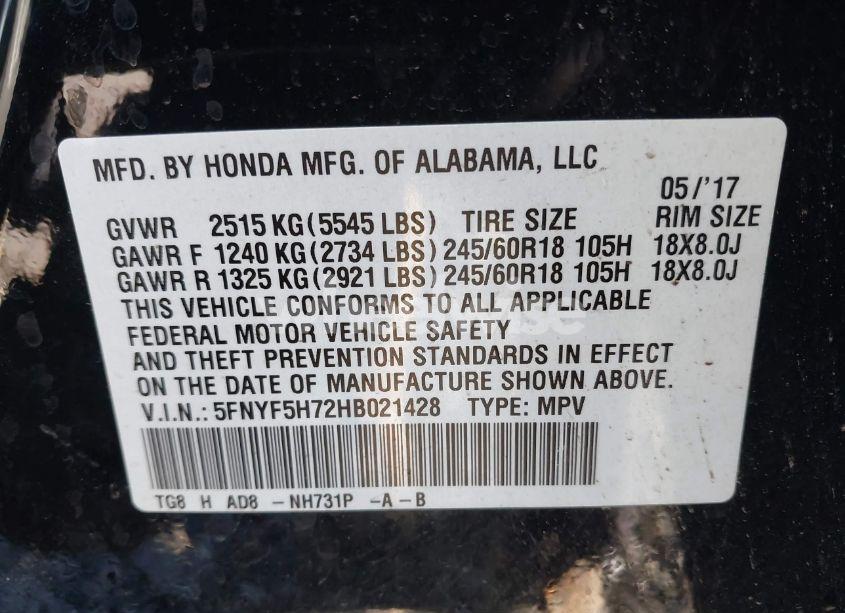 MFD. BY HONDA MFG. OF ALABAMA, LLC
05/'17
GVWR 2515 KG (5545 LBS) TIRE SIZE RIM SIZE
GAWR F 1240 KG (2734 LBS) 245/60R18 105H 18X8.0J
GAWR R 1325 KG (2921 LBS) 245/60R18 105H 18X8.0J
THIS VEHICLE CONFORMS TO ALL APPLICABLE
FEDERAL MOTOR VEHICLE SAFETY
AND THEFT PREVENTION STANDARDS IN EFFECT
ON THE DATE OF MANUFACTURE SHOWN ABOVE.
V.I.N.: 5FNYF5H72HB021428 TYPE: MPV
TG8 H AD8 - NH731P - A - B